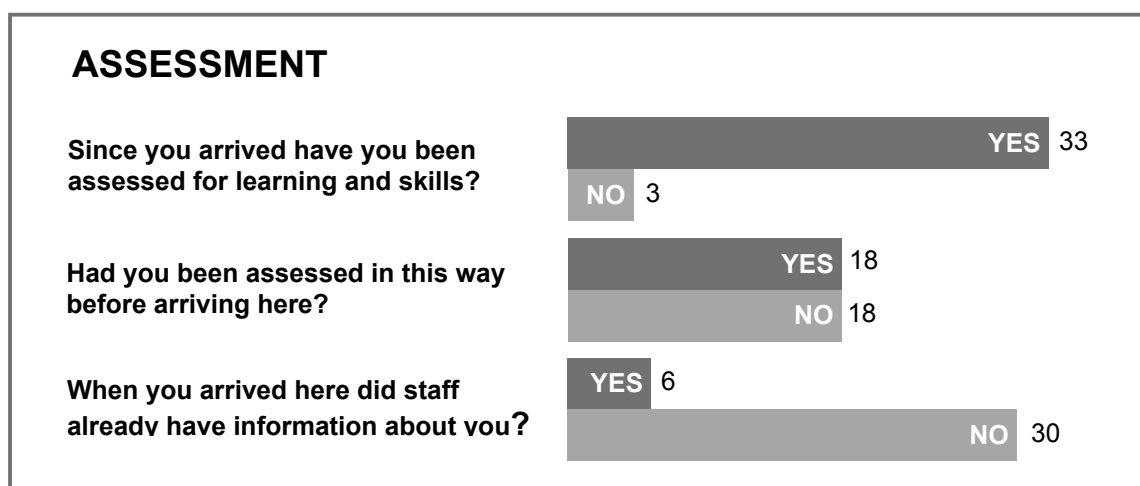 ASSESSMENT
Since you arrived have you been
assessed for learning and skills?
YES 33
NO 3
Had you been assessed in this way
before arriving here?
YES 18
NO 18
When you arrived here did staff
already have information about you?
YES 6
NO 30